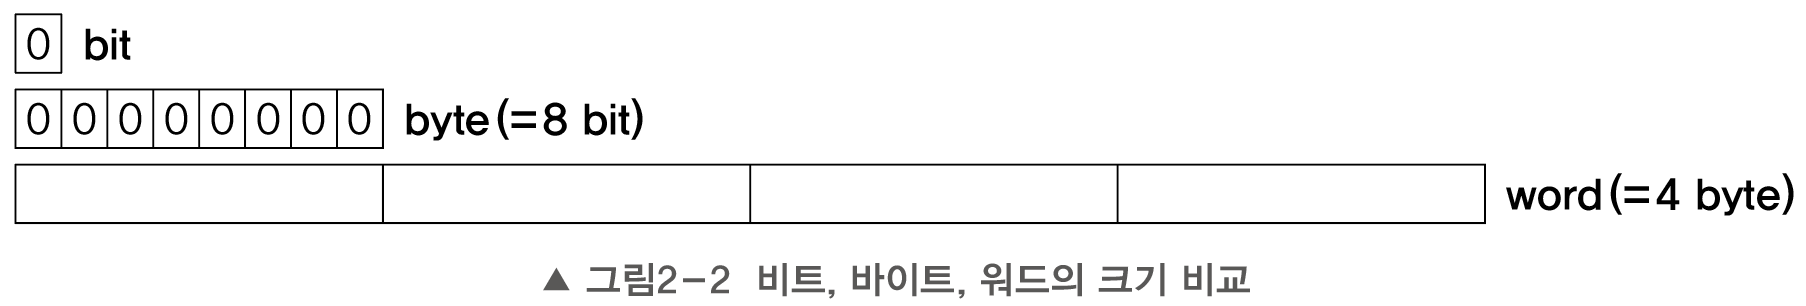 0 bit
0 0 0 0 0 0 0 0 byte(=8 bit)
word(=4 byte)
▲ 그림2-2 비트, 바이트, 워드의 크기 비교